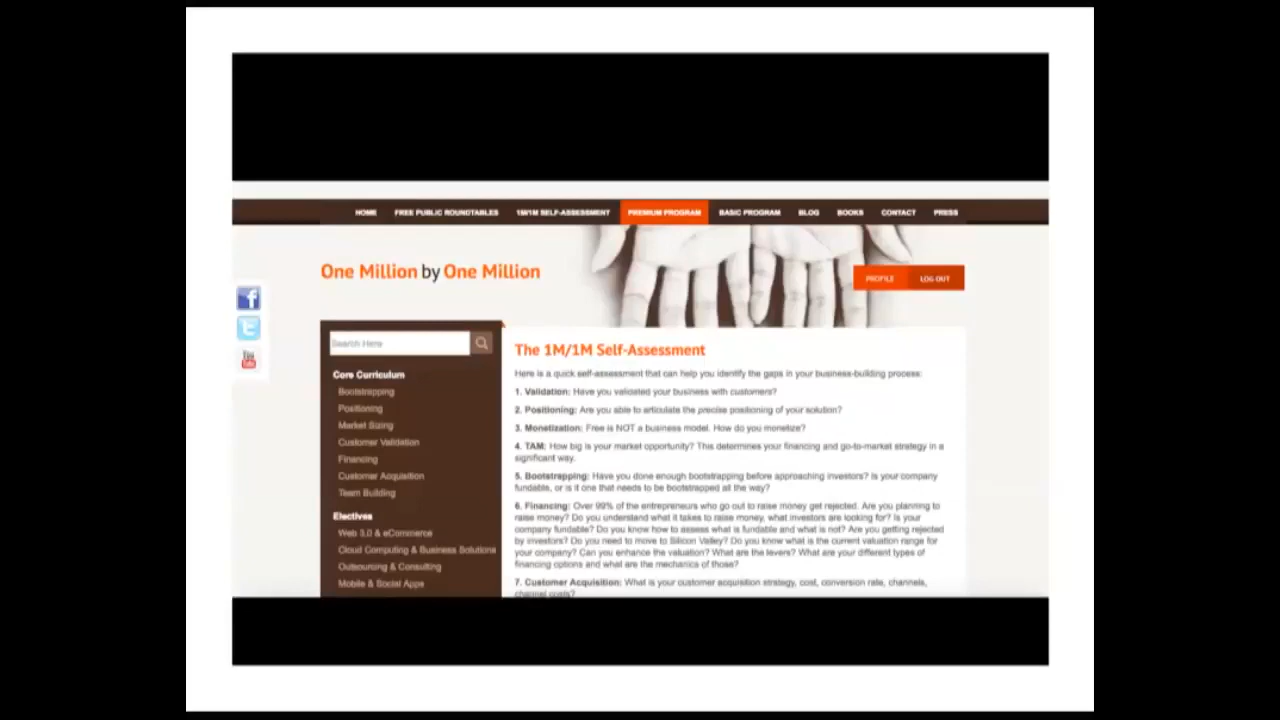 HOME FREE PUBLIC ROUNDTABLES 1M/1M SELF-ASSESSMENT PREMIUM PROGRAM BASIC PROGRAM BLOG BOOKS CONTACT PRESS
One Million by One Million
PROFILE LOG OUT
Search Here
Core Curriculum
Bootstrapping
Positioning
Market Sizing
Customer Validation
Financing
Customer Acquisition
Team Building
Electives
Web 3.0 & eCommerce
Cloud Computing & Business Solutions
Outsourcing & Consulting
Mobile & Social Apps
The 1M/1M Self-Assessment
Here is a quick self-assessment that can help you identify the gaps in your business-building process:
1. Validation: Have you validated your business with customers?
2. Positioning: Are you able to articulate the precise positioning of your solution?
3. Monetization: Free is NOT a business model. How do you monetize?
4. TAM: How big is your market opportunity? This determines your financing and go-to-market strategy in a
significant way.
5. Bootstrapping: Have you done enough bootstrapping before approaching investors? Is your company
fundable, or is it one that needs to be bootstrapped all the way?
6. Financing: Over 99% of the entrepreneurs who go out to raise money get rejected. Are you planning to
raise money? Do you understand what it takes to raise money, what investors are looking for? Is your
company fundable? Do you know how to assess what is fundable and what is not? Are you getting rejected
by investors? Do you need to move to Silicon Valley? Do you know what is the current valuation range for
your company? Can you enhance the valuation? What are the levers? What are your different types of
financing options and what are the mechanics of those?
7. Customer Acquisition: What is your customer acquisition strategy, cost, conversion rate, channels,
channel costs?
f
t
You
Tube